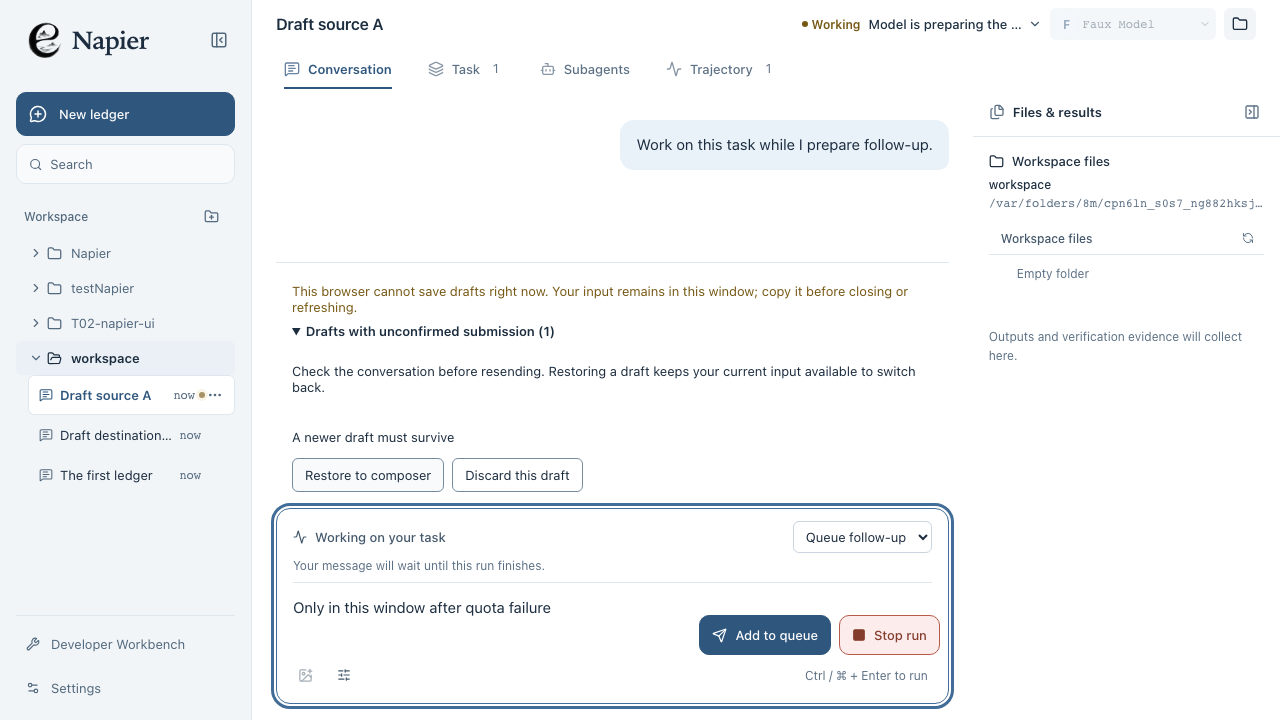 Napier
New ledger
Search
Workspace
Napier
testNapier
T02-napier-ui
workspace
Draft source A now
Draft destination... now
The first ledger now
Developer Workbench
Settings
Draft source A
Working Model is preparing the ...
F Faux Model
Conversation
Task 1
Subagents
Trajectory 1
Work on this task while I prepare follow-up.
This browser cannot save drafts right now. Your input remains in this window; copy it before closing or
refreshing.
Drafts with unconfirmed submission (1)
Check the conversation before resending. Restoring a draft keeps your current input available to switch
back.
A newer draft must survive
Restore to composer
Discard this draft
Working on your task
Queue follow-up
Your message will wait until this run finishes.
Only in this window after quota failure
Add to queue
Stop run
Ctrl / ⌘ + Enter to run
Files & results
Workspace files
workspace
/var/folders/8m/cpn6ln_s0s7_ng882hksj…
Workspace files
Empty folder
Outputs and verification evidence will collect
here.